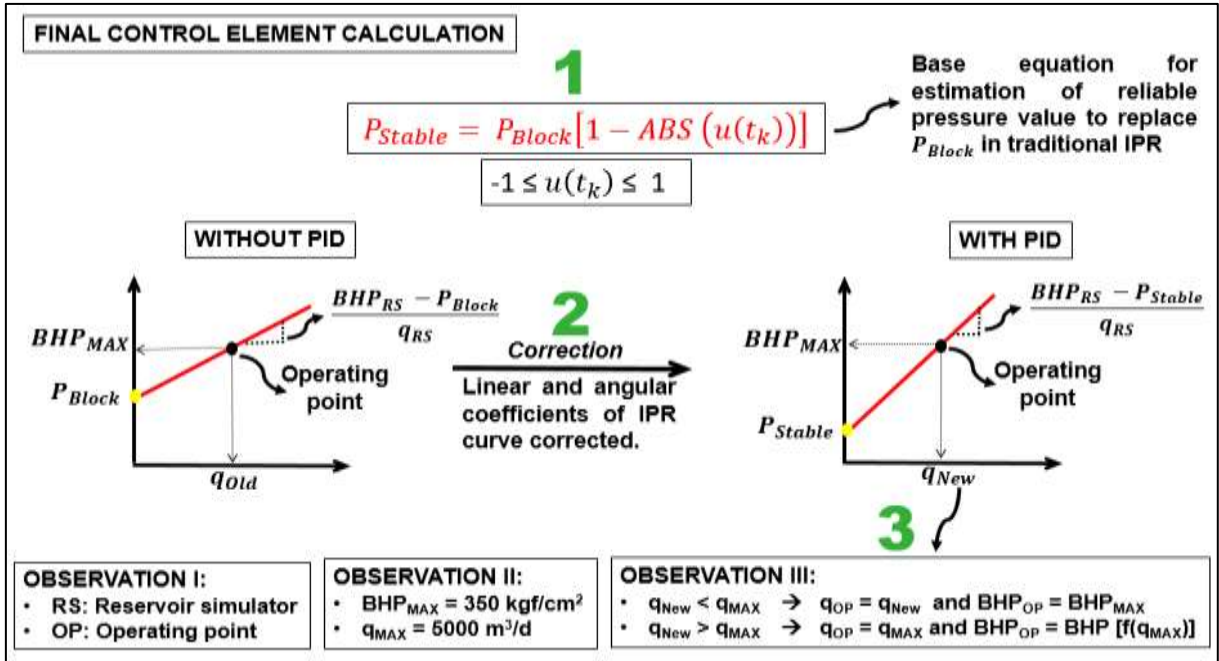 FINAL CONTROL ELEMENT CALCULATION
1
P_Stable = P_Block[1 − ABS (u(t_k))]
-1 ≤ u(t_k) ≤ 1
Base equation for
estimation of reliable
pressure value to replace
P_Block in traditional IPR
WITHOUT PID
BHP_MAX
P_Block
q_Old
BHP_RS − P_Block
q_RS
Operating
point
2
Correction
Linear and angular
coefficients of IPR
curve corrected.
WITH PID
BHP_MAX
P_Stable
q_New
BHP_RS − P_Stable
q_RS
Operating
point
3
OBSERVATION I:
• RS: Reservoir simulator
• OP: Operating point
OBSERVATION II:
• BHP_MAX = 350 kgf/cm²
• q_MAX = 5000 m³/d
OBSERVATION III:
• q_New < q_MAX → q_OP = q_New and BHP_OP = BHP_MAX
• q_New > q_MAX → q_OP = q_MAX and BHP_OP = BHP [f(q_MAX)]